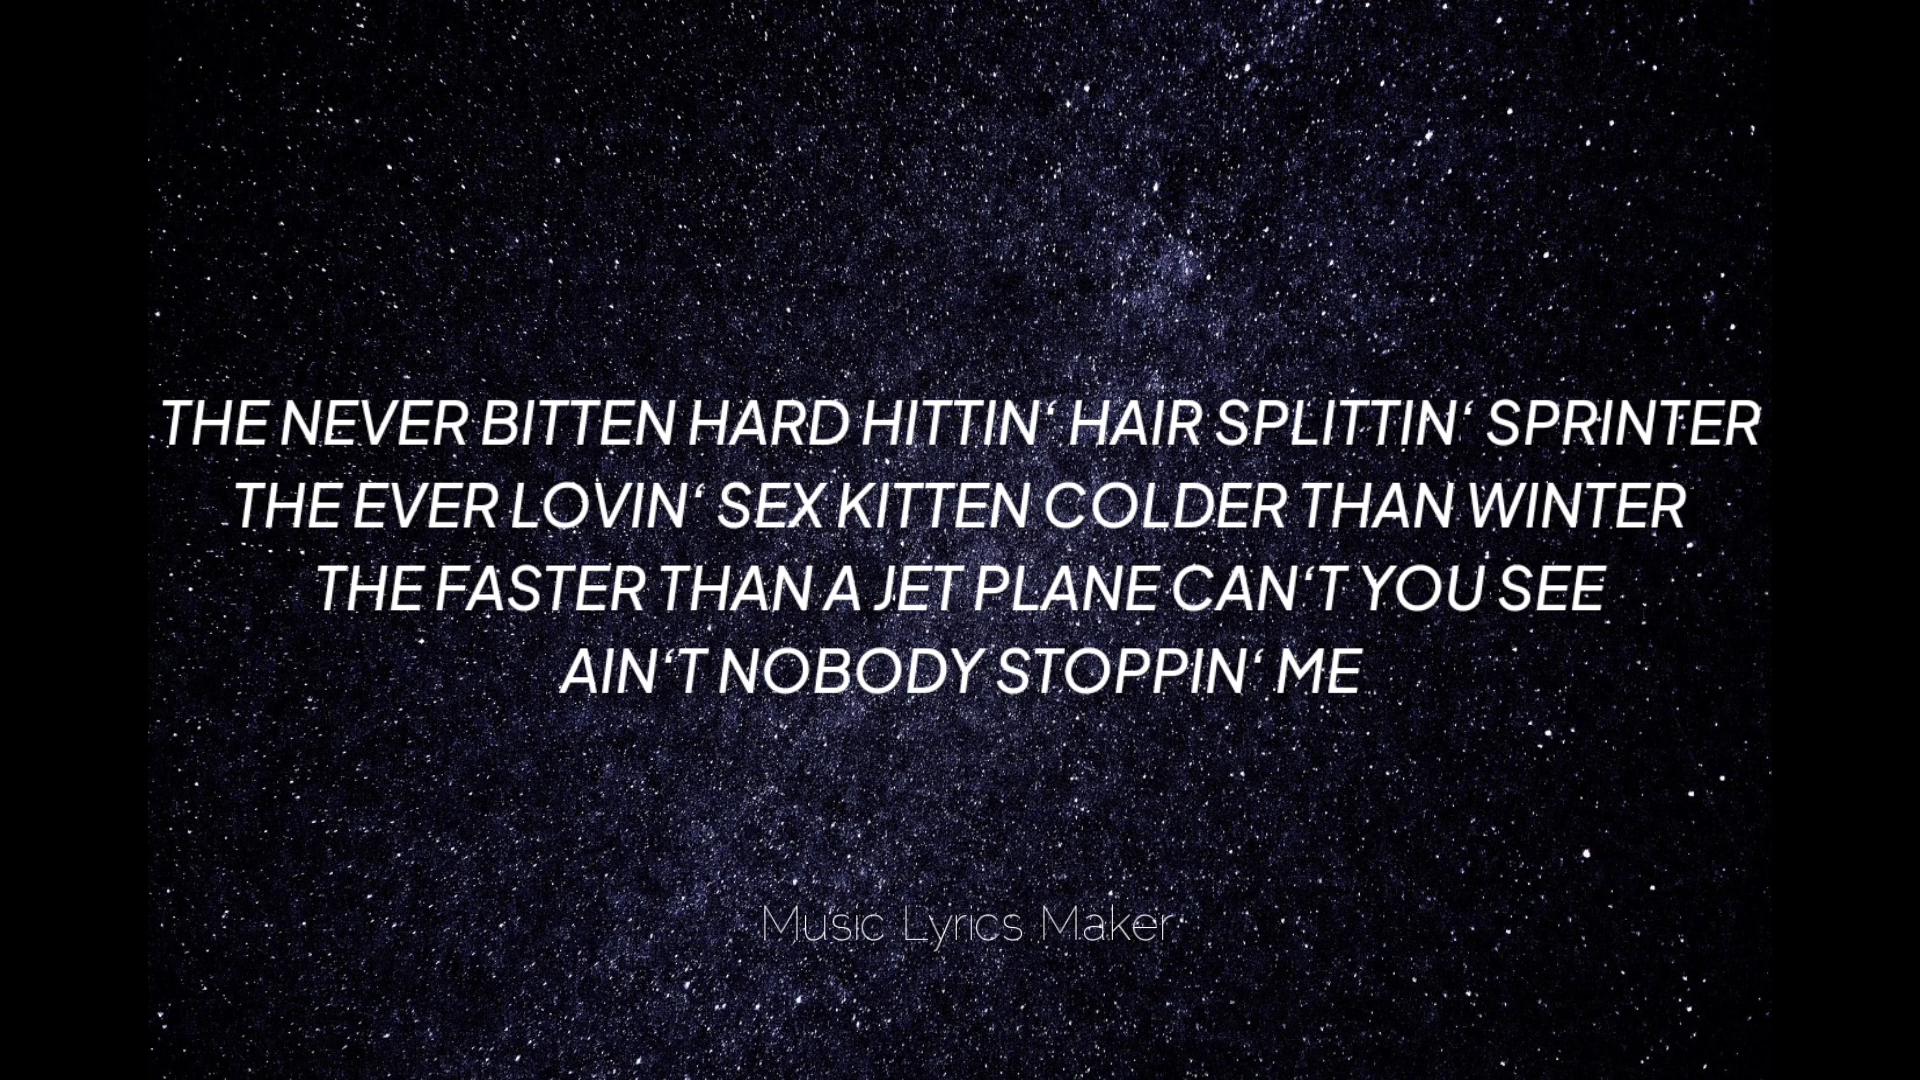 THE NEVER BITTEN HARD HITTIN‘ HAIR SPLITTIN‘ SPRINTER
THE EVER LOVIN‘ SEX KITTEN COLDER THAN WINTER
THE FASTER THAN A JET PLANE CAN‘T YOU SEE
AIN‘T NOBODY STOPPIN‘ ME
Music Lyrics Maker